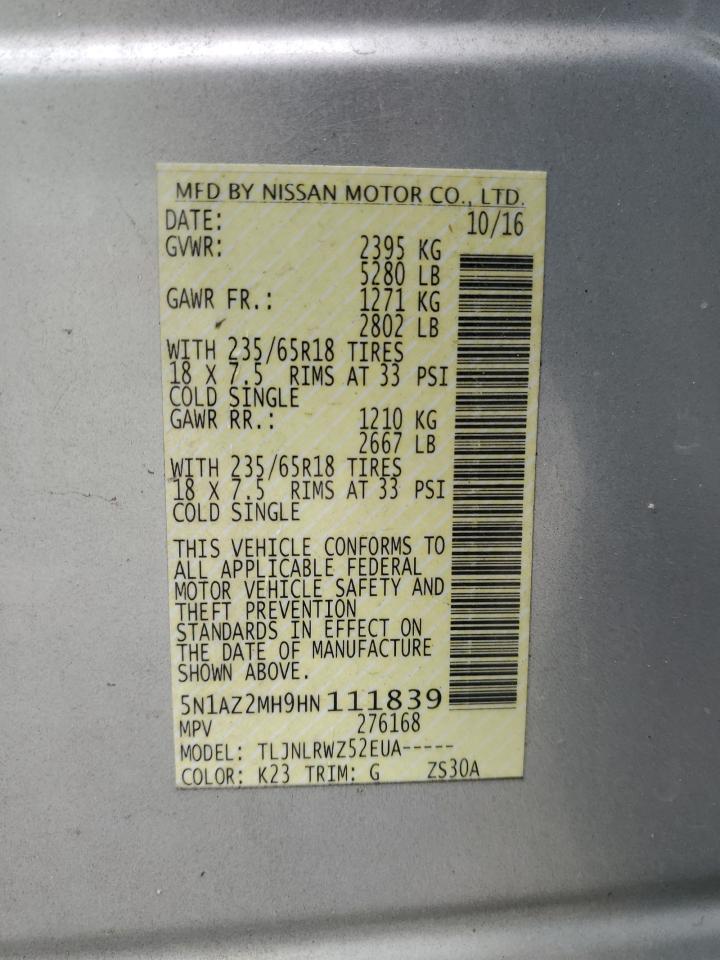 MFD BY NISSAN MOTOR CO., LTD.
DATE: 10/16
GVWR: 2395 KG
5280 LB
GAWR FR.: 1271 KG
2802 LB
WITH 235/65R18 TIRES
18 X 7.5 RIMS AT 33 PSI
COLD SINGLE
GAWR RR.: 1210 KG
2667 LB
WITH 235/65R18 TIRES
18 X 7.5 RIMS AT 33 PSI
COLD SINGLE
THIS VEHICLE CONFORMS TO
ALL APPLICABLE FEDERAL
MOTOR VEHICLE SAFETY AND
THEFT PREVENTION
STANDARDS IN EFFECT ON
THE DATE OF MANUFACTURE
SHOWN ABOVE.
5N1AZ2MH9HN111839
MPV 276168
MODEL: TLJNLRWZ52EUA-----
COLOR: K23 TRIM: G ZS30A